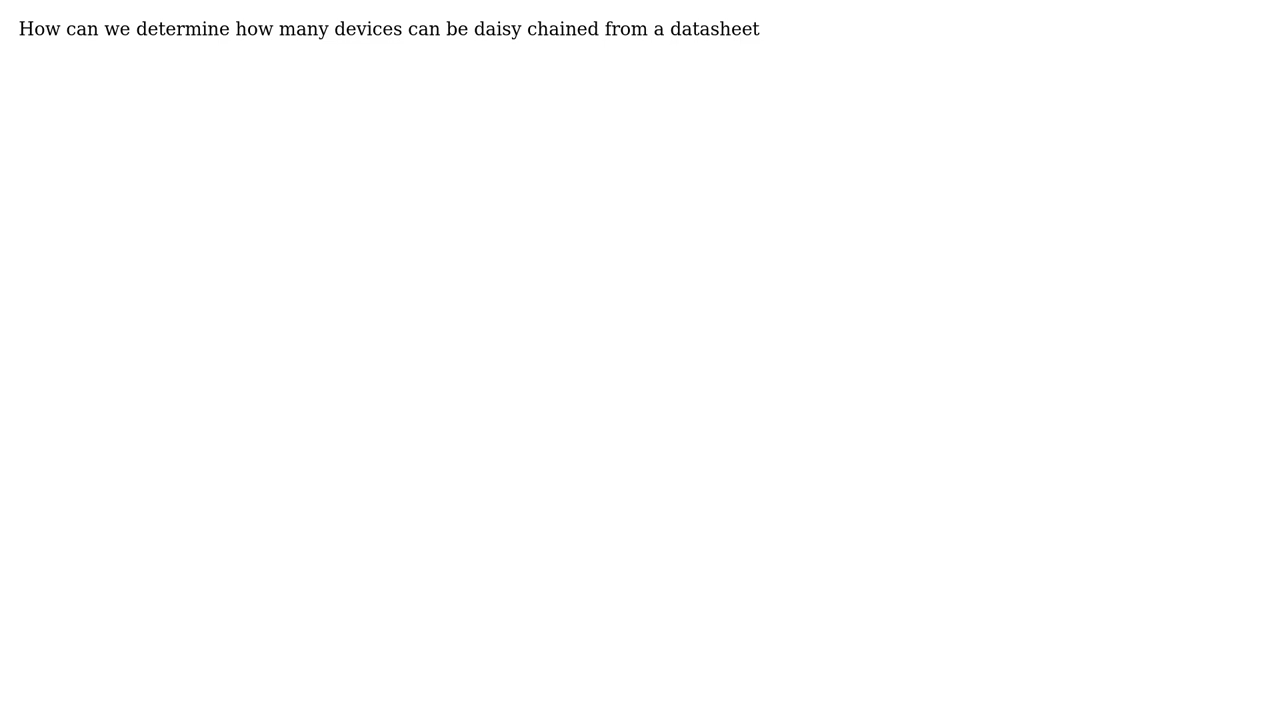 How can we determine how many devices can be daisy chained from a datasheet